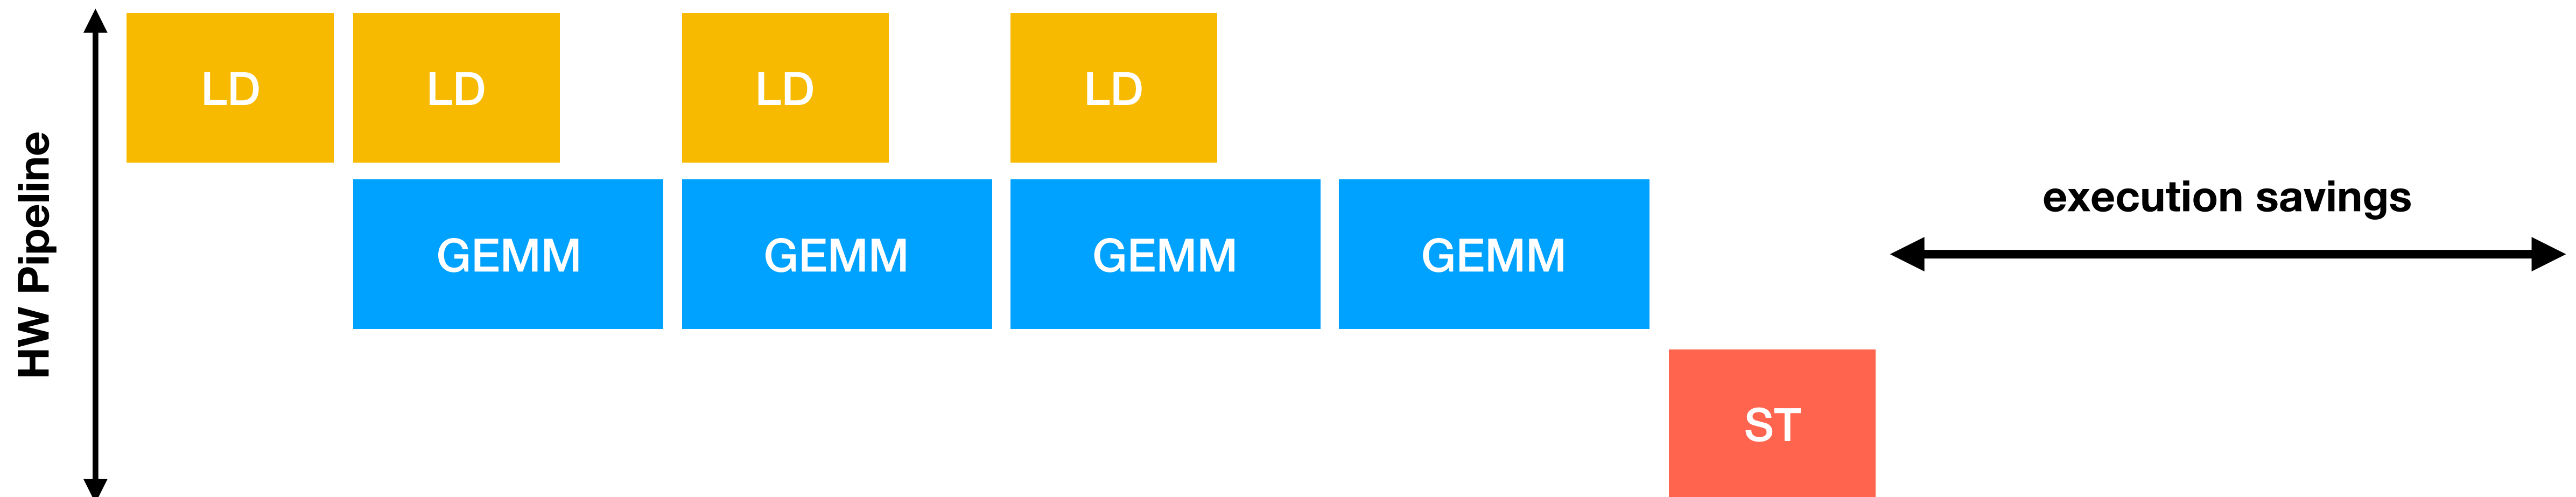 HW Pipeline
LD
LD
LD
LD
GEMM
GEMM
GEMM
GEMM
execution savings
ST